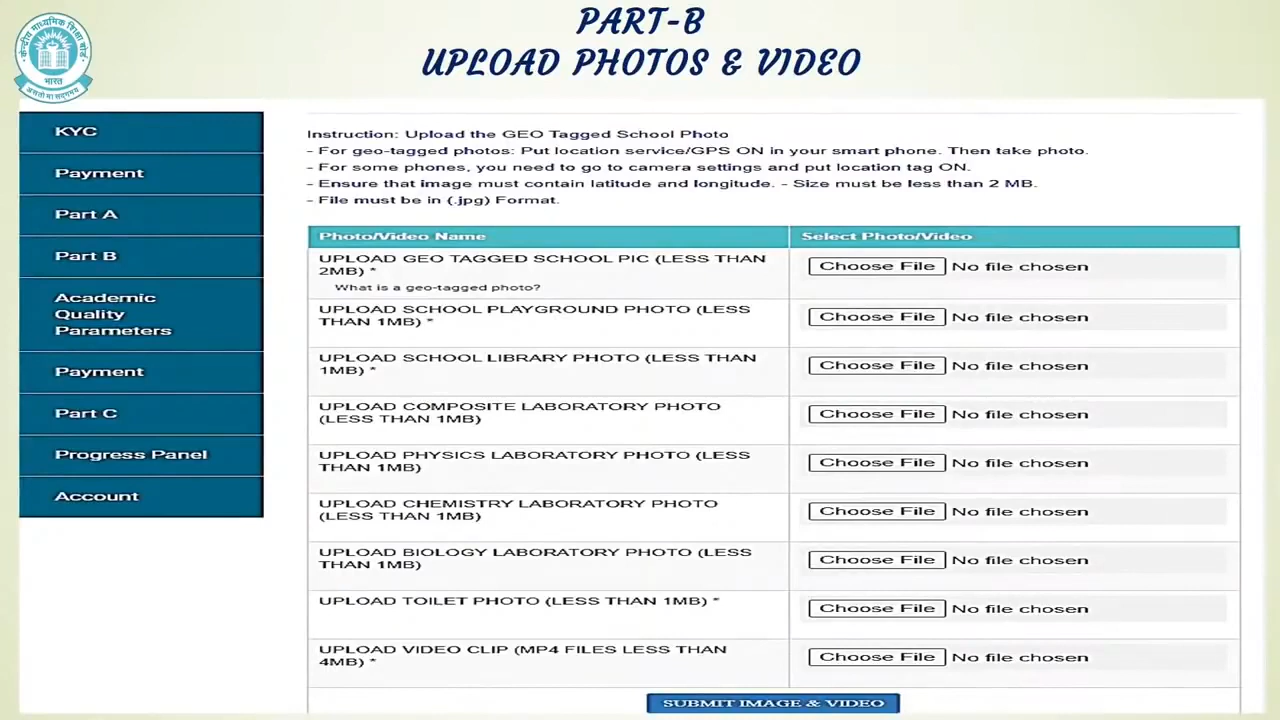 PART-B
UPLOAD PHOTOS & VIDEO
केन्द्रीय माध्यमिक शिक्षा बोर्ड
भारत
असतो मा सद्गमय
KYC
Payment
Part A
Part B
Academic
Quality
Parameters
Payment
Part C
Progress Panel
Account
Instruction: Upload the GEO Tagged School Photo
- For geo-tagged photos: Put location service/GPS ON in your smart phone. Then take photo.
- For some phones, you need to go to camera settings and put location tag ON.
- Ensure that image must contain latitude and longitude. - Size must be less than 2 MB.
- File must be in (.jpg) Format.
Photo/Video Name Select Photo/Video
UPLOAD GEO TAGGED SCHOOL PIC (LESS THAN
2MB) *
What is a geo-tagged photo?
Choose File No file chosen
UPLOAD SCHOOL PLAYGROUND PHOTO (LESS
THAN 1MB) *
Choose File No file chosen
UPLOAD SCHOOL LIBRARY PHOTO (LESS THAN
1MB) *
Choose File No file chosen
UPLOAD COMPOSITE LABORATORY PHOTO
(LESS THAN 1MB)
Choose File No file chosen
UPLOAD PHYSICS LABORATORY PHOTO (LESS
THAN 1MB)
Choose File No file chosen
UPLOAD CHEMISTRY LABORATORY PHOTO
(LESS THAN 1MB)
Choose File No file chosen
UPLOAD BIOLOGY LABORATORY PHOTO (LESS
THAN 1MB)
Choose File No file chosen
UPLOAD TOILET PHOTO (LESS THAN 1MB) *
Choose File No file chosen
UPLOAD VIDEO CLIP (MP4 FILES LESS THAN
4MB) *
Choose File No file chosen
SUBMIT IMAGE & VIDEO